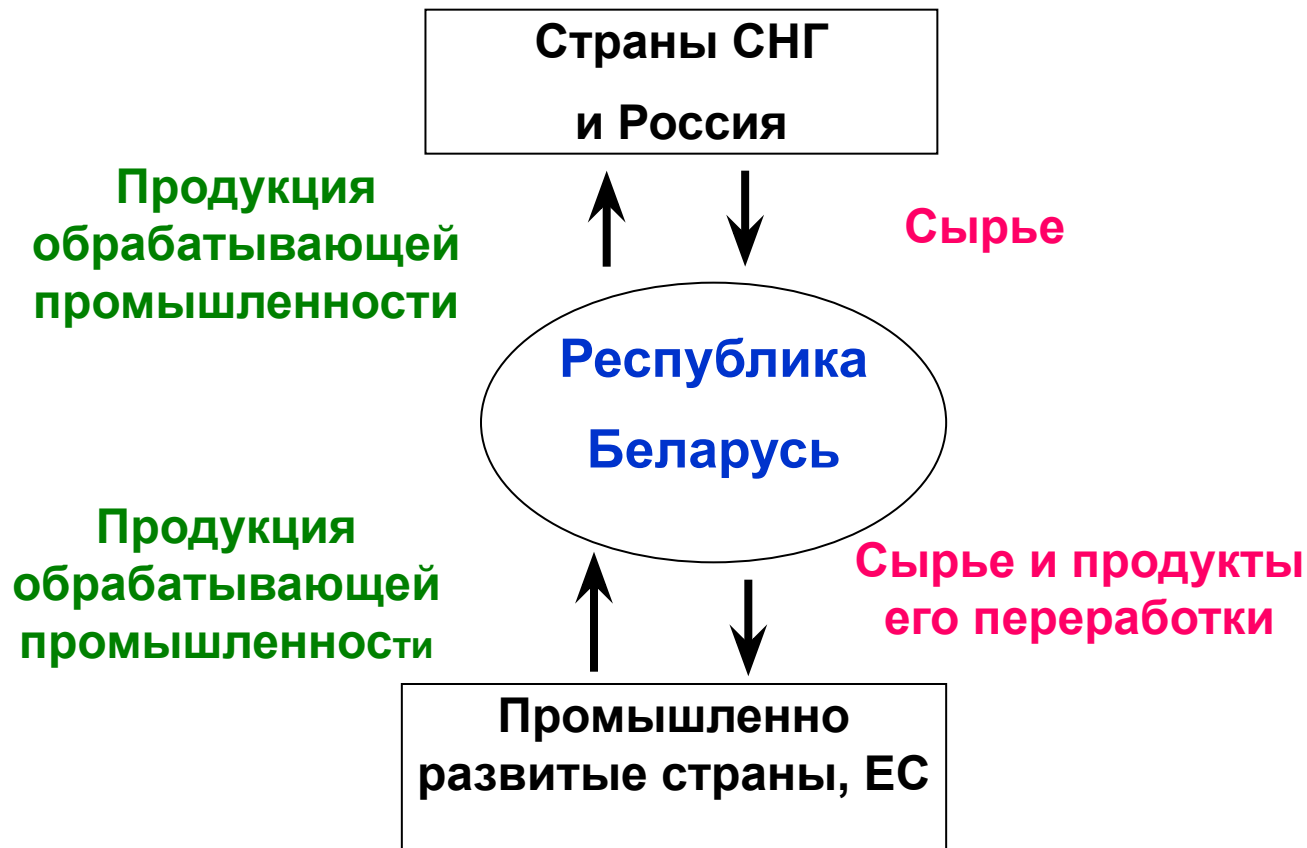 Страны СНГ
и Россия
Продукция
обрабатывающей
промышленности
Сырье
Республика
Беларусь
Продукция
обрабатывающей
промышленности
Сырье и продукты
его переработки
Промышленно
развитые страны, ЕС